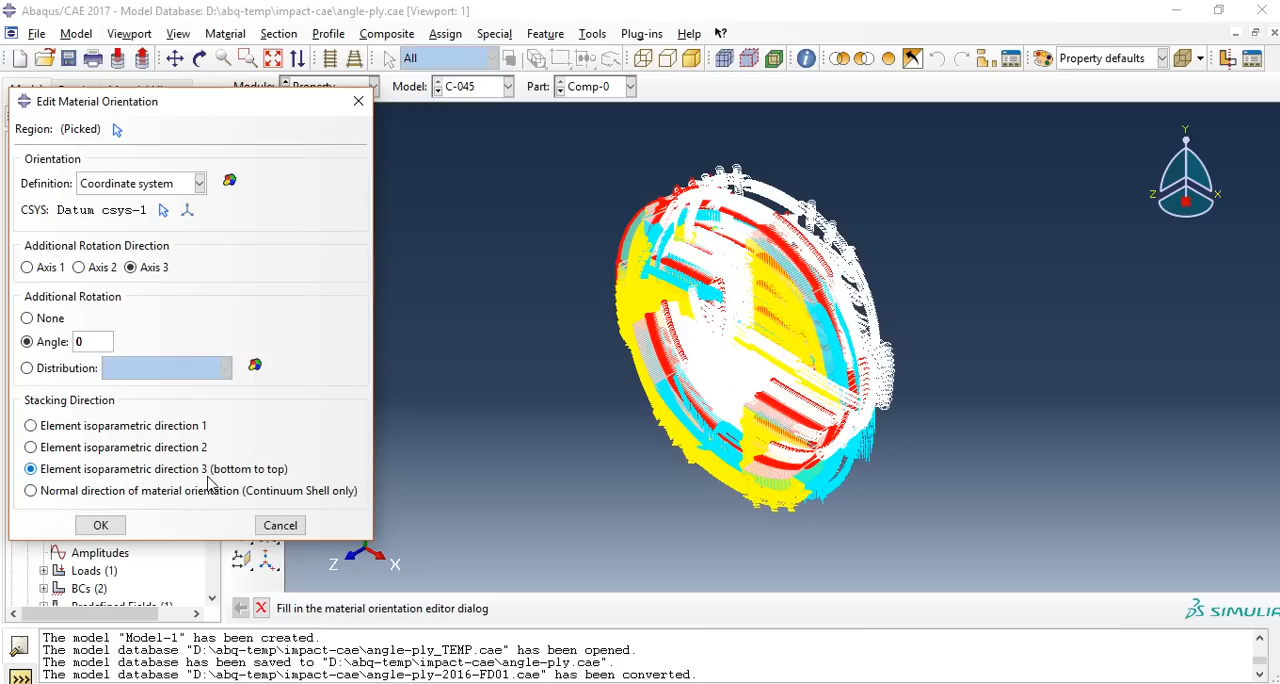 Abaqus/CAE 2017 - Model Database: D:\abq-temp\impact-cae\angle-ply.cae [Viewport: 1]
File Model Viewport View Material Section Profile Composite Assign Special Feature Tools Plug-ins Help
All
Property defaults
Model: C-045 Part: Comp-0
Edit Material Orientation
Region: (Picked)
Orientation
Definition: Coordinate system
CSYS: Datum csys-1
Additional Rotation Direction
Axis 1 Axis 2 Axis 3
Additional Rotation
None
Angle: 0
Distribution:
Stacking Direction
Element isoparametric direction 1
Element isoparametric direction 2
Element isoparametric direction 3 (bottom to top)
Normal direction of material orientation (Continuum Shell only)
OK Cancel
Y
Z X
Z X
Amplitudes
Loads (1)
BCs (2)
Fill in the material orientation editor dialog
SIMULIA
The model "Model-1" has been created.
The model database "D:\abq-temp\impact-cae\angle-ply_TEMP.cae" has been opened.
The model database has been saved to "D:\abq-temp\impact-cae\angle-ply.cae".
The model database "D:\abq-temp\impact-cae\angle-ply-2016-FD01.cae" has been converted.